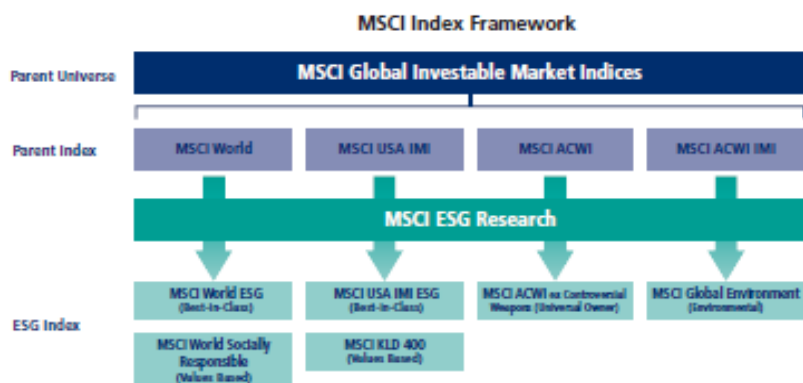 MSCI Index Framework
Parent Universe
MSCI Global Investable Market Indices
Parent Index
MSCI World
MSCI USA IMI
MSCI ACWI
MSCI ACWI IMI
MSCI ESG Research
ESG Index
MSCI World ESG
(Best-in-Class)
MSCI USA IMI ESG
(Best-in-Class)
MSCI ACWI ex Controversial
Weapons (Universal Owner)
MSCI Global Environment
(Environmental)
MSCI World Socially
Responsible
(Values Based)
MSCI KLD 400
(Values Based)